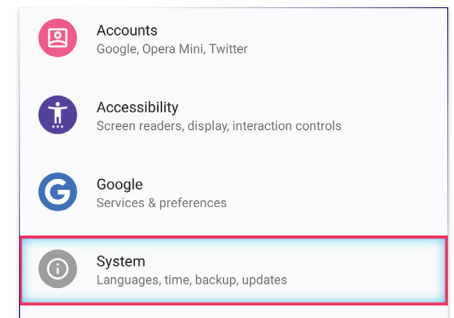 Accounts
Google, Opera Mini, Twitter
Accessibility
Screen readers, display, interaction controls
Google
Services & preferences
System
Languages, time, backup, updates